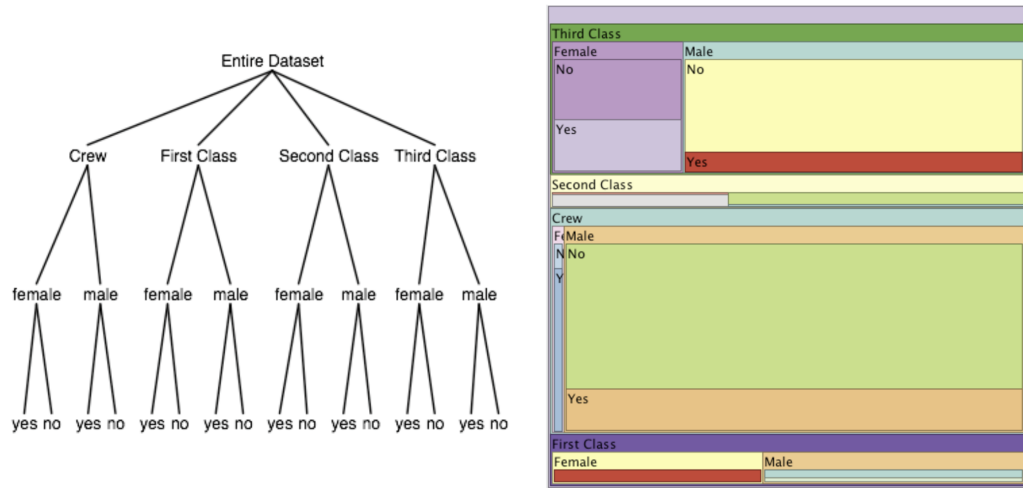 Entire Dataset
Crew First Class Second Class Third Class
female male female male female male female male
yes no yes no yes no yes no yes no yes no yes no yes no
Third Class
Female Male
No No
Yes
Yes
Second Class
Crew
Fe Male
N No
Y
Yes
First Class
Female Male